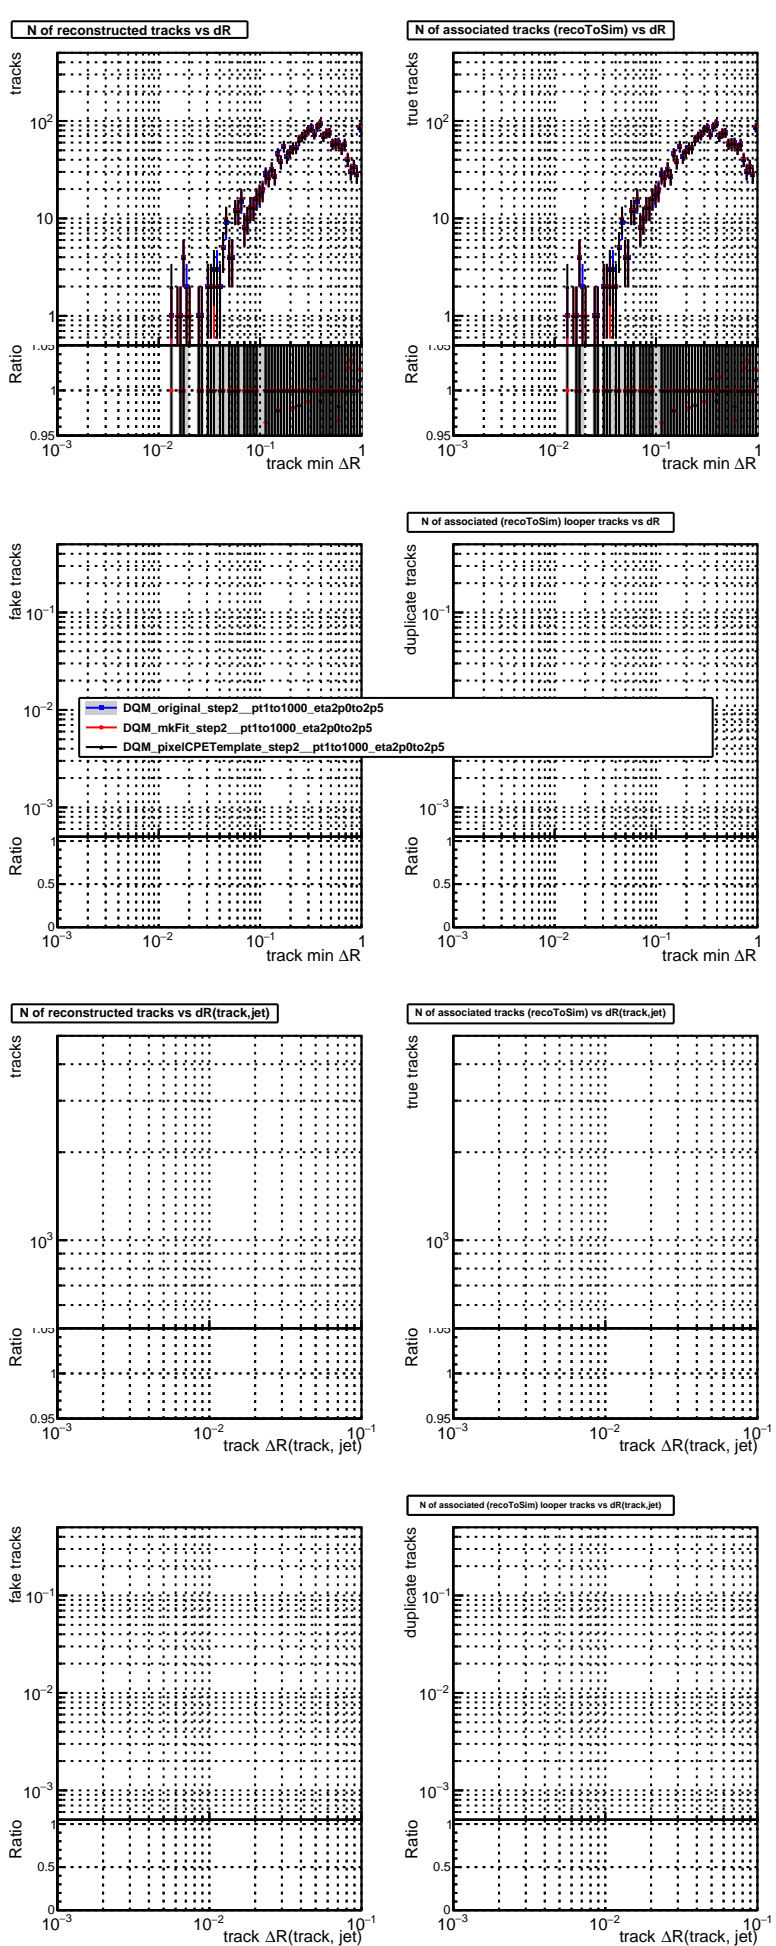 N of reconstructed tracks vs dR
N of associated tracks (recoToSim) vs dR
tracks
10²
10
1
Ratio
1.05
1
0.95
10⁻³
10⁻²
10⁻¹
1
track min ΔR
true tracks
10²
10
1
Ratio
1.05
1
0.95
10⁻³
10⁻²
10⁻¹
1
track min ΔR
N of associated (recoToSim) looper tracks vs dR
fake tracks
10⁻¹
10⁻²
10⁻³
Ratio
1
0.5
0
10⁻³
10⁻²
10⁻¹
1
track min ΔR
duplicate tracks
10⁻¹
10⁻³
Ratio
1
0.5
0
10⁻³
10⁻²
10⁻¹
1
track min ΔR
DQM_original_step2__pt1to1000_eta2p0to2p5
DQM_mkFit_step2__pt1to1000_eta2p0to2p5
DQM_pixelCPETemplate_step2__pt1to1000_eta2p0to2p5
N of reconstructed tracks vs dR(track,jet)
N of associated tracks (recoToSim) vs dR(track,jet)
tracks
10³
Ratio
1.05
1
0.95
10⁻³
10⁻²
10⁻¹
track ΔR(track, jet)
true tracks
10³
Ratio
1.05
1
0.95
10⁻³
10⁻²
10⁻¹
track ΔR(track, jet)
N of associated (recoToSim) looper tracks vs dR(track,jet)
fake tracks
10⁻¹
10⁻²
10⁻³
Ratio
1
0.5
0
10⁻³
10⁻²
10⁻¹
track ΔR(track, jet)
duplicate tracks
10⁻¹
10⁻²
10⁻³
Ratio
1
0.5
0
10⁻³
10⁻²
10⁻¹
track ΔR(track, jet)